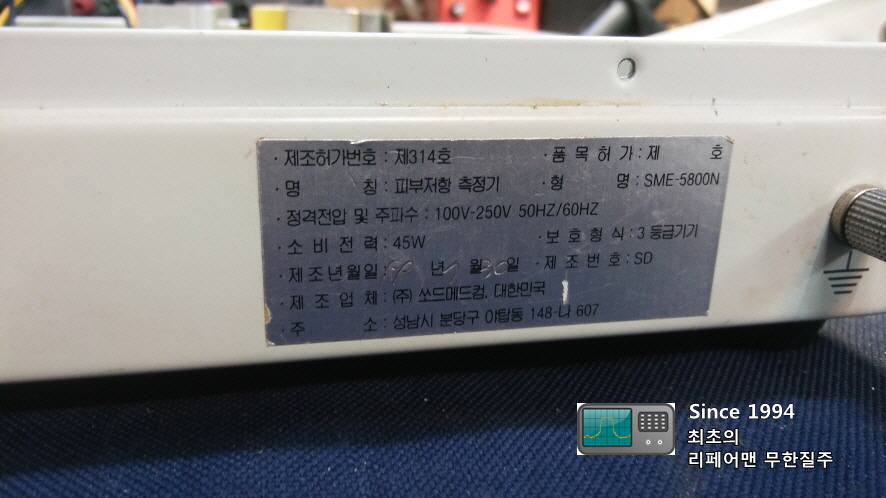 · 제조허가번호 : 제314호 · 품 목 허 가 : 제 호
· 명 칭 : 피부저항 측정기 · 형 명 : SME-5800N
· 정격전압 및 주파수 : 100V-250V 50HZ/60HZ
· 소 비 전 력 : 45W · 보 호 형 식 : 3 등급기기
· 제 조 년 월 일 : 년 월 30일 · 제 조 번 호 : SD
· 제 조 업 체 : (주) 쏘드메드컴, 대한민국
· 주 소 : 성남시 분당구 야탑동 148-나 607
Since 1994
최초의
리페어맨 무한질주